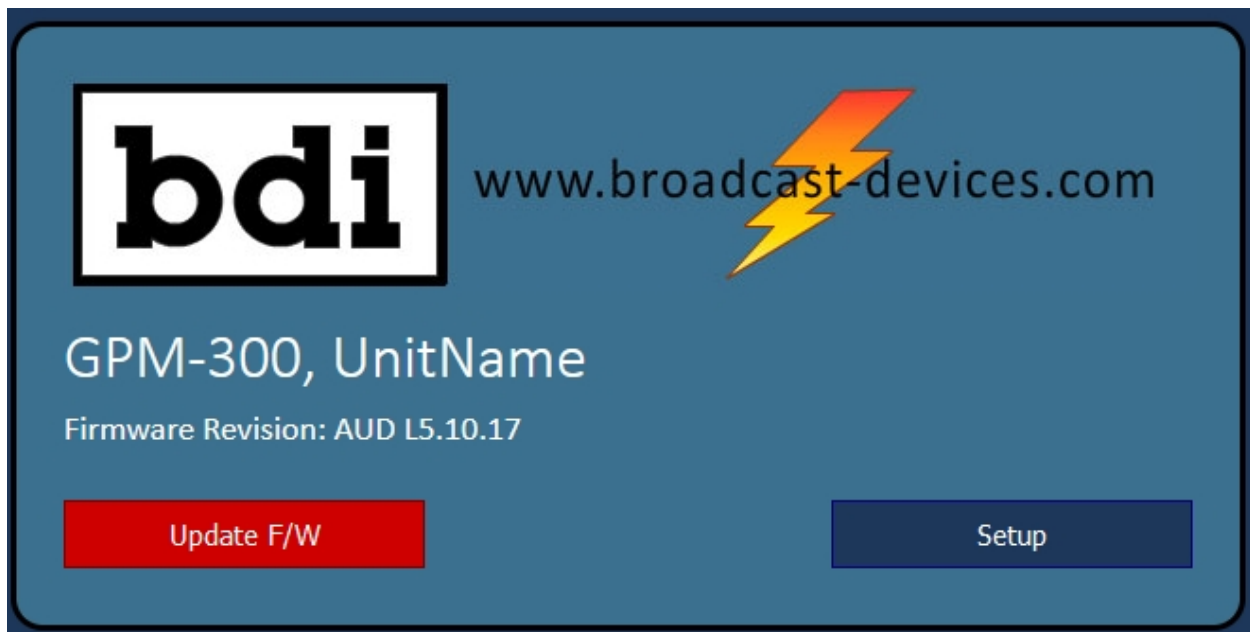 bdi
www.broadcast-devices.com
GPM-300, UnitName
Firmware Revision: AUD L5.10.17
Update F/W
Setup